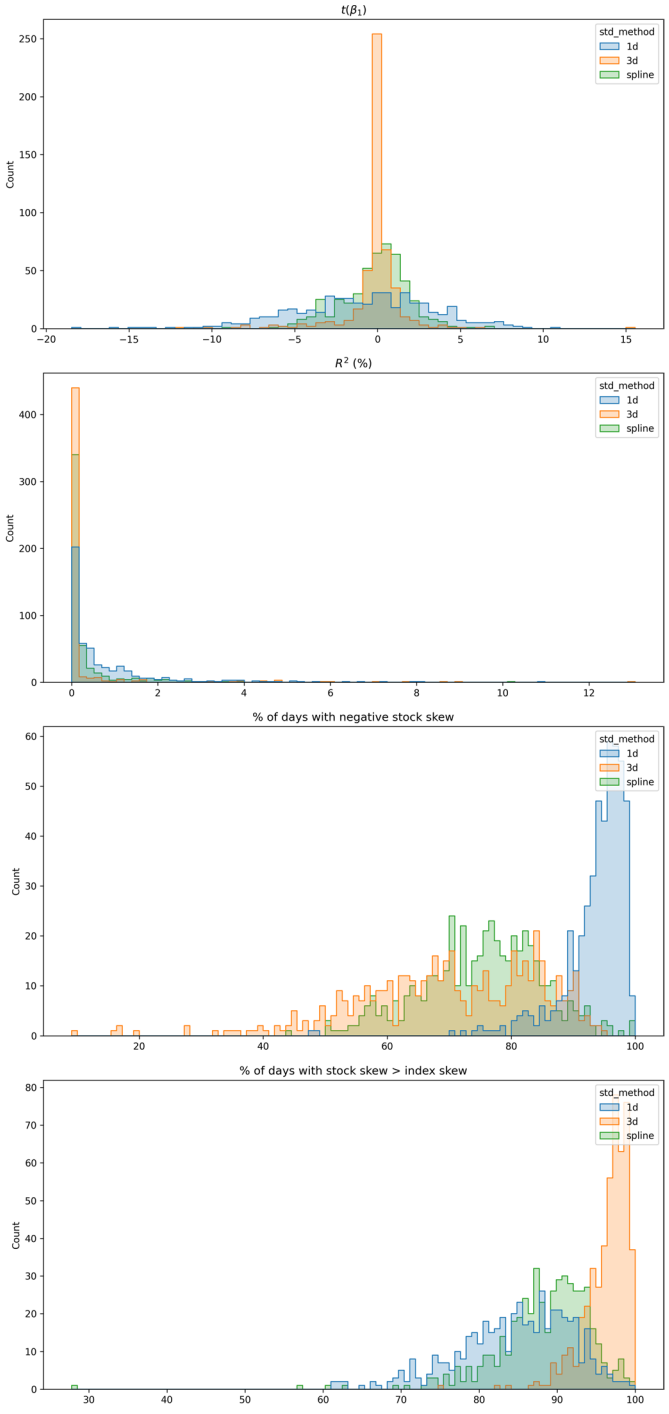 t(β₁)
250
200
150
100
50
0
Count
std_method
1d
3d
spline
−20 −15 −10 −5 0 5 10 15
R² (%)
400
300
200
100
0
Count
std_method
1d
3d
spline
0 2 4 6 8 10 12
% of days with negative stock skew
60
50
40
30
20
10
0
Count
std_method
1d
3d
spline
20 40 60 80 100
% of days with stock skew > index skew
80
70
60
50
40
30
20
10
0
Count
std_method
1d
3d
spline
30 40 50 60 70 80 90 100